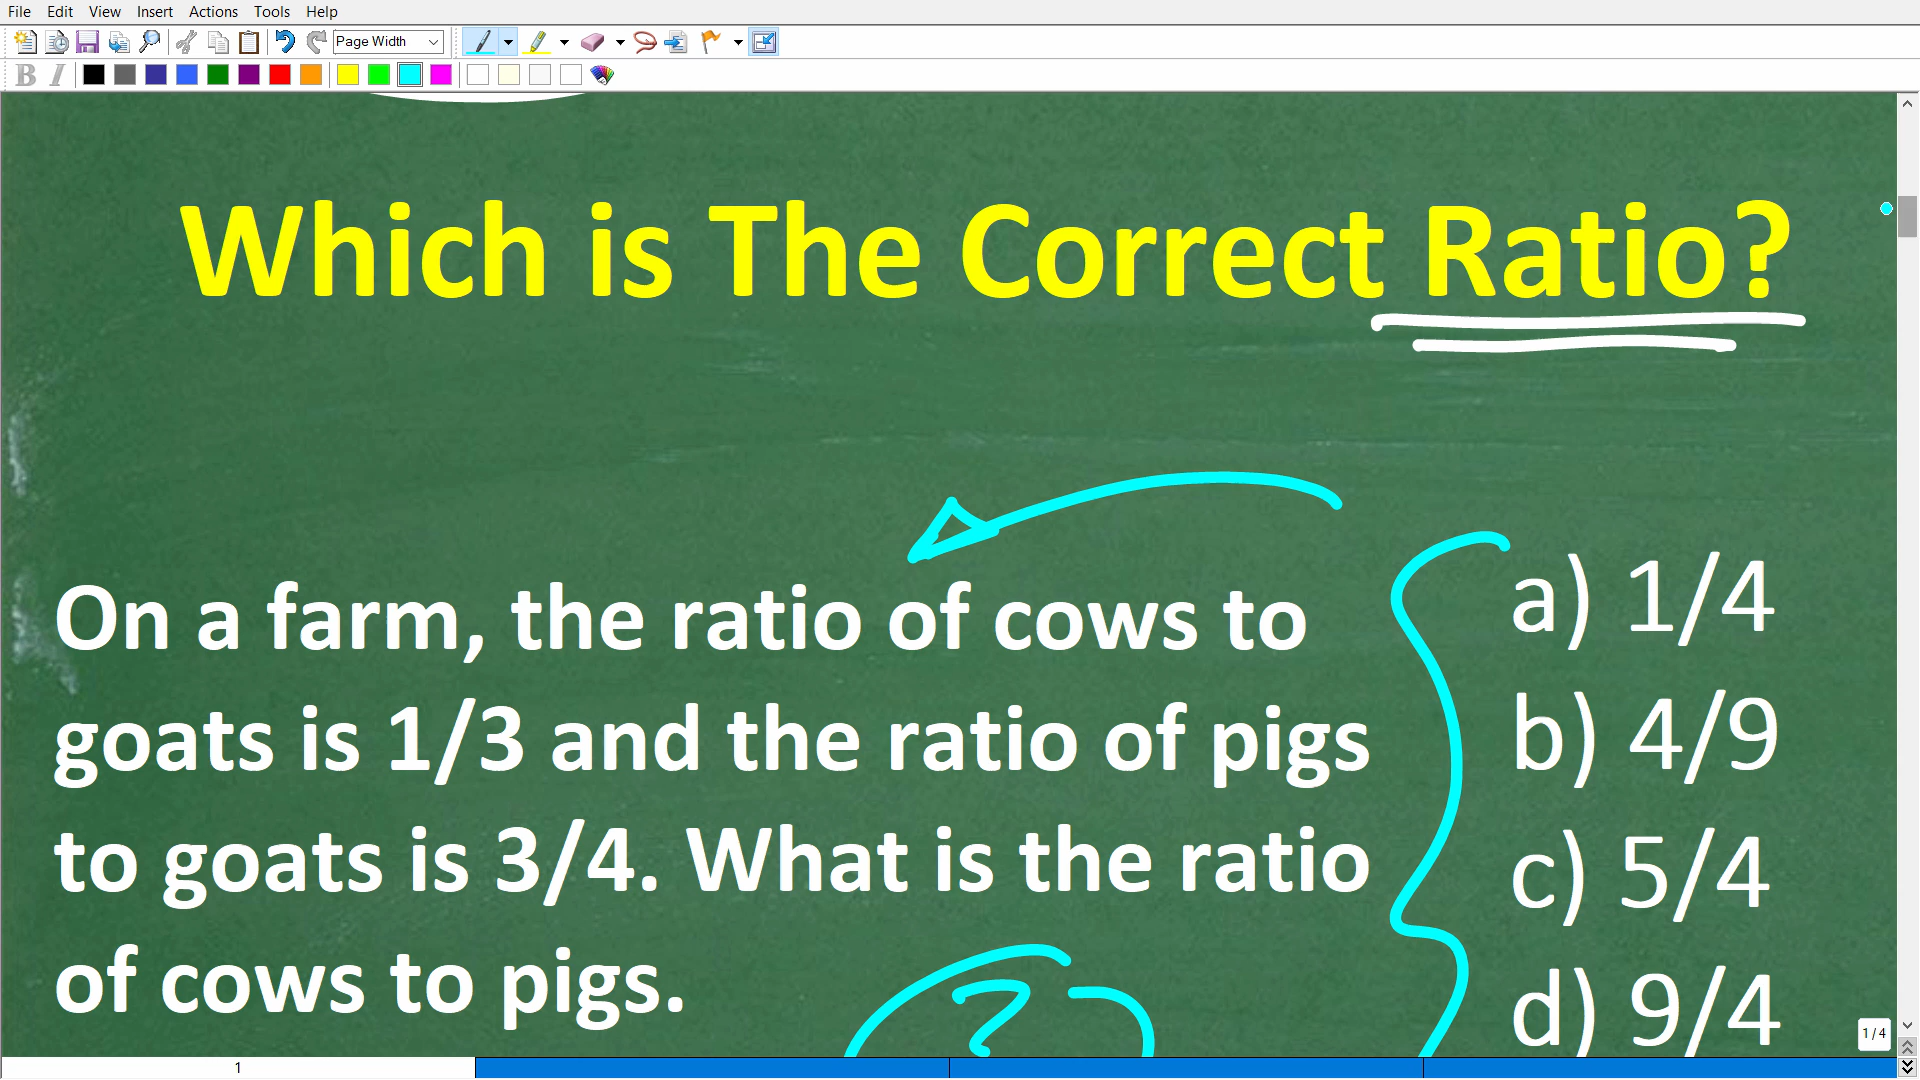 File Edit View Insert Actions Tools Help
Page Width
B I
Which is The Correct Ratio?
On a farm, the ratio of cows to
goats is 1/3 and the ratio of pigs
to goats is 3/4. What is the ratio
of cows to pigs.
?
a) 1/4
b) 4/9
c) 5/4
d) 9/4
1 / 4
1